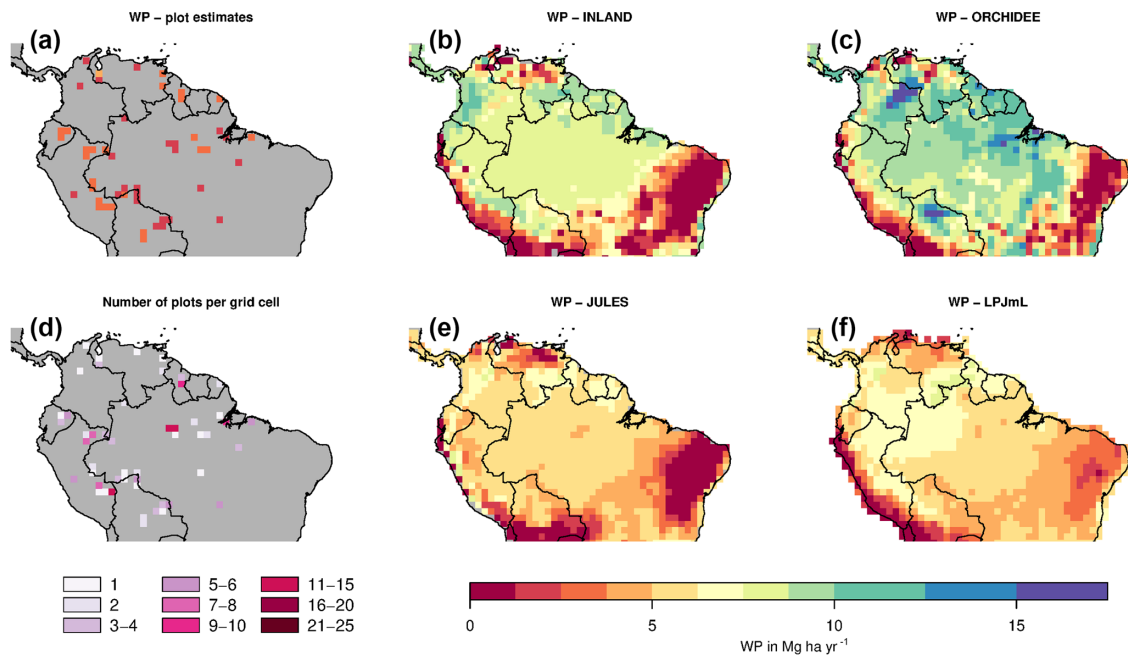 WP – plot estimates
WP – INLAND
WP – ORCHIDEE
(a)
(b)
(c)
Number of plots per grid cell
WP – JULES
WP – LPJmL
(d)
(e)
(f)
1
5–6
11–15
2
7–8
16–20
3–4
9–10
21–25
0
5
10
15
WP in Mg ha yr⁻¹